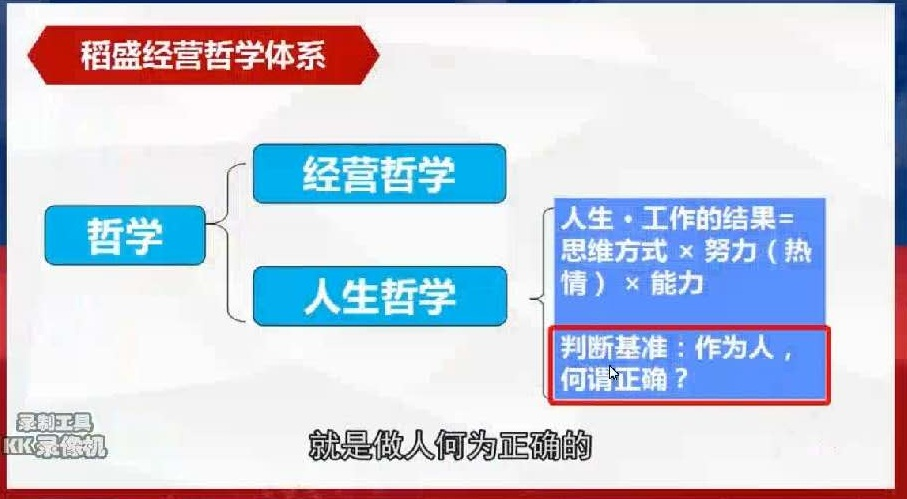 稻盛经营哲学体系
经营哲学
哲学
人生哲学
人生·工作的结果=
思维方式 × 努力（热
情）× 能力
判断基准：作为人，
何谓正确？
录制工具
KK录像机
就是做人何为正确的